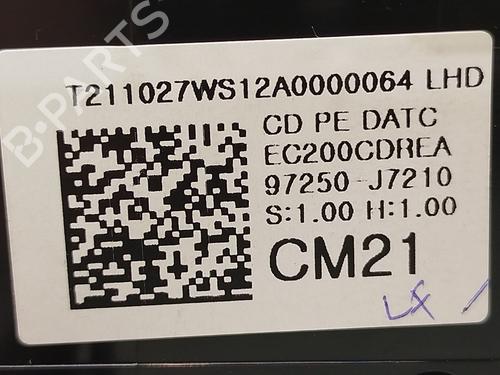 T211027WS12A0000064 LHD
CD PE DATC
EC200CDREA
97250-J7210
S:1.00 H:1.00
CM21
B-PARTS